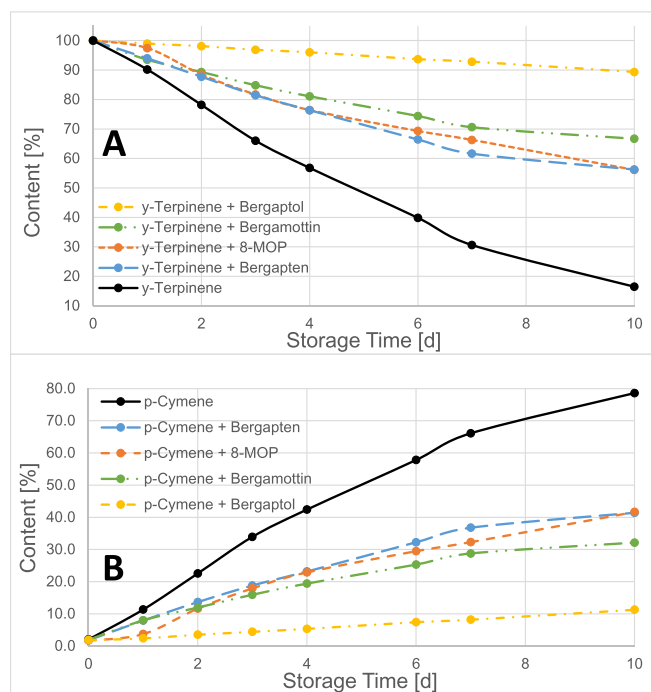 100
90
80
70
60
50
40
30
20
10
Content [%]
A
y-Terpinene + Bergaptol
y-Terpinene + Bergamottin
y-Terpinene + 8-MOP
y-Terpinene + Bergapten
y-Terpinene
0 2 4 6 8 10
Storage Time [d]
80.0
70.0
60.0
50.0
40.0
30.0
20.0
10.0
0.0
Content [%]
B
p-Cymene
p-Cymene + Bergapten
p-Cymene + 8-MOP
p-Cymene + Bergamottin
p-Cymene + Bergaptol
0 2 4 6 8 10
Storage Time [d]